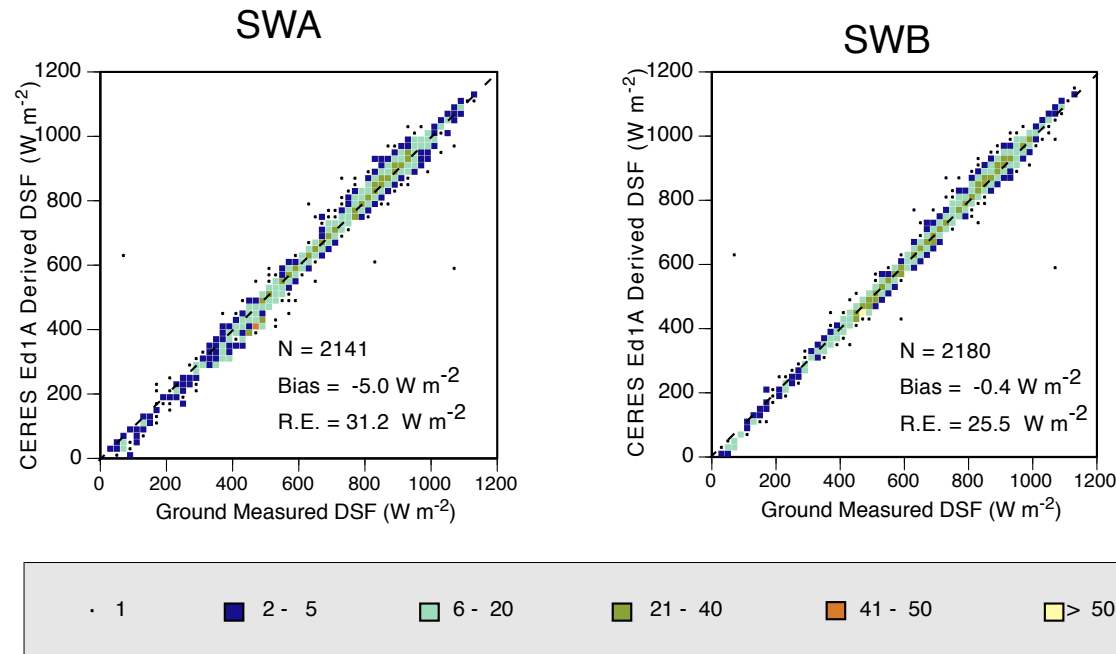 SWA
SWB
CERES Ed1A Derived DSF (W m-2)
1200
1000
800
600
400
200
0
0 200 400 600 800 1000 1200
Ground Measured DSF (W m-2)
N = 2141
Bias = -5.0 W m-2
R.E. = 31.2 W m-2
CERES Ed1A Derived DSF (W m-2)
1200
1000
800
600
400
200
0
0 200 400 600 800 1000 1200
Ground Measured DSF (W m-2)
N = 2180
Bias = -0.4 W m-2
R.E. = 25.5 W m-2
1 2 - 5 6 - 20 21 - 40 41 - 50 > 50